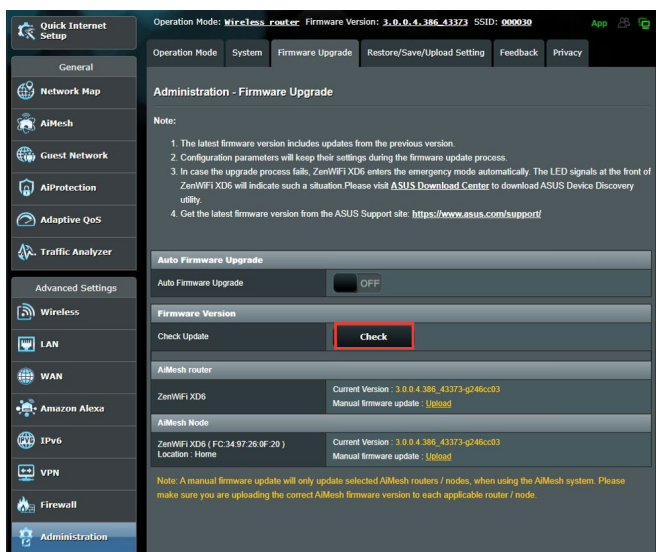 Quick Internet
Setup
General
Network Map
AiMesh
Guest Network
AiProtection
Adaptive QoS
Traffic Analyzer
Advanced Settings
Wireless
LAN
WAN
Amazon Alexa
IPv6
VPN
Firewall
Administration
Operation Mode: Wireless router Firmware Version: 3.0.0.4.386_43373 SSID: 000030 App
Operation Mode System Firmware Upgrade Restore/Save/Upload Setting Feedback Privacy
Administration - Firmware Upgrade
Note:
1. The latest firmware version includes updates from the previous version.
2. Configuration parameters will keep their settings during the firmware update process.
3. In case the upgrade process fails, ZenWiFi XD6 enters the emergency mode automatically. The LED signals at the front of
ZenWiFi XD6 will indicate such a situation.Please visit ASUS Download Center to download ASUS Device Discovery
utility.
4. Get the latest firmware version from the ASUS Support site: https://www.asus.com/support/
Auto Firmware Upgrade
Auto Firmware Upgrade OFF
Firmware Version
Check Update Check
AiMesh router
ZenWiFi XD6
Current Version : 3.0.0.4.386_43373-g246cc03
Manual firmware update : Upload
AiMesh Node
ZenWiFi XD6 ( FC:34:97:26:0F:20 )
Location : Home
Current Version : 3.0.0.4.386_43373-g246cc03
Manual firmware update : Upload
Note: A manual firmware update will only update selected AiMesh routers / nodes, when using the AiMesh system. Please
make sure you are uploading the correct AiMesh firmware version to each applicable router / node.